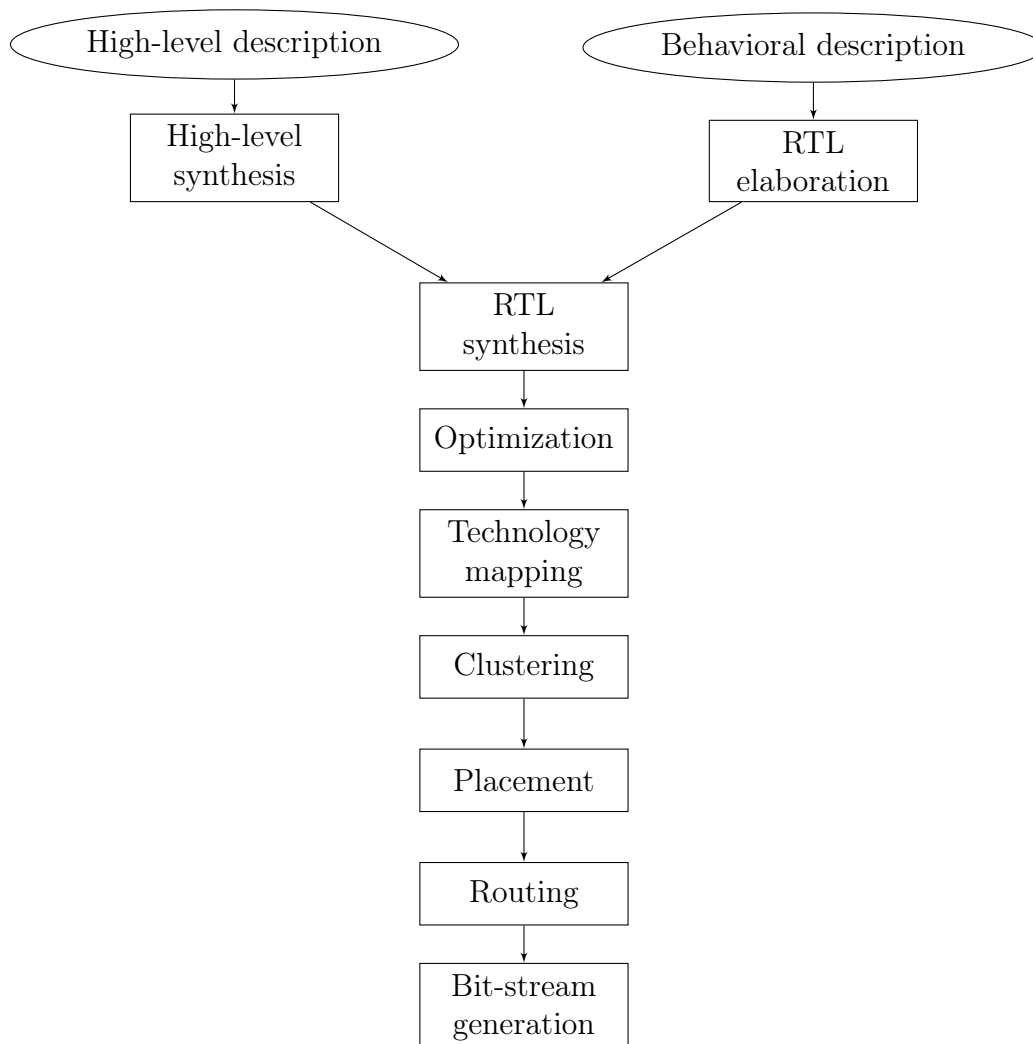 High-level description
Behavioral description
High-level
synthesis
RTL
elaboration
RTL
synthesis
Optimization
Technology
mapping
Clustering
Placement
Routing
Bit-stream
generation